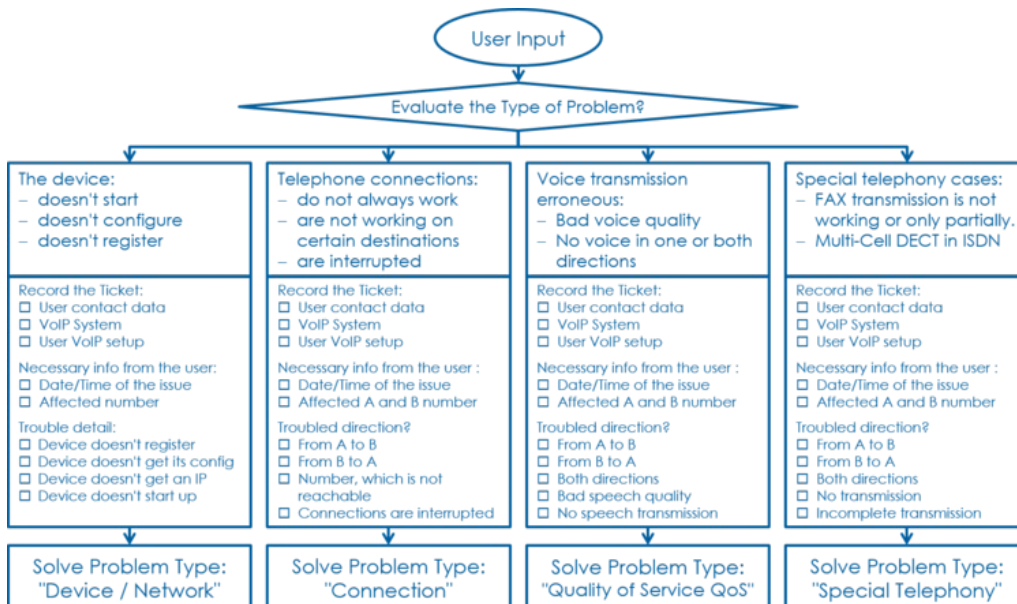 User Input
Evaluate the Type of Problem?
The device:
– doesn't start
– doesn't configure
– doesn't register
Record the Ticket:
☐ User contact data
☐ VoIP System
☐ User VoIP setup
Necessary info from the user:
☐ Date/Time of the issue
☐ Affected number
Trouble detail:
☐ Device doesn't register
☐ Device doesn't get its config
☐ Device doesn't get an IP
☐ Device doesn't start up
Solve Problem Type:
"Device / Network"
Telephone connections:
– do not always work
– are not working on
certain destinations
– are interrupted
Record the Ticket:
☐ User contact data
☐ VoIP System
☐ User VoIP setup
Necessary info from the user :
☐ Date/Time of the issue
☐ Affected A and B number
Troubled direction?
☐ From A to B
☐ From B to A
☐ Number, which is not
reachable
☐ Connections are interrupted
Solve Problem Type:
"Connection"
Voice transmission
erroneous:
– Bad voice quality
– No voice in one or both
directions
Record the Ticket:
☐ User contact data
☐ VoIP System
☐ User VoIP setup
Necessary info from the user :
☐ Date/Time of the issue
☐ Affected A and B number
Troubled direction?
☐ From A to B
☐ From B to A
☐ Both directions
☐ Bad speech quality
☐ No speech transmission
Solve Problem Type:
"Quality of Service QoS"
Special telephony cases:
– FAX transmission is not
working or only partially.
– Multi-Cell DECT in ISDN
Record the Ticket:
☐ User contact data
☐ VoIP System
☐ User VoIP setup
Necessary info from the user :
☐ Date/Time of the issue
☐ Affected A and B number
Troubled direction?
☐ From A to B
☐ From B to A
☐ Both directions
☐ No transmission
☐ Incomplete transmission
Solve Problem Type:
"Special Telephony"